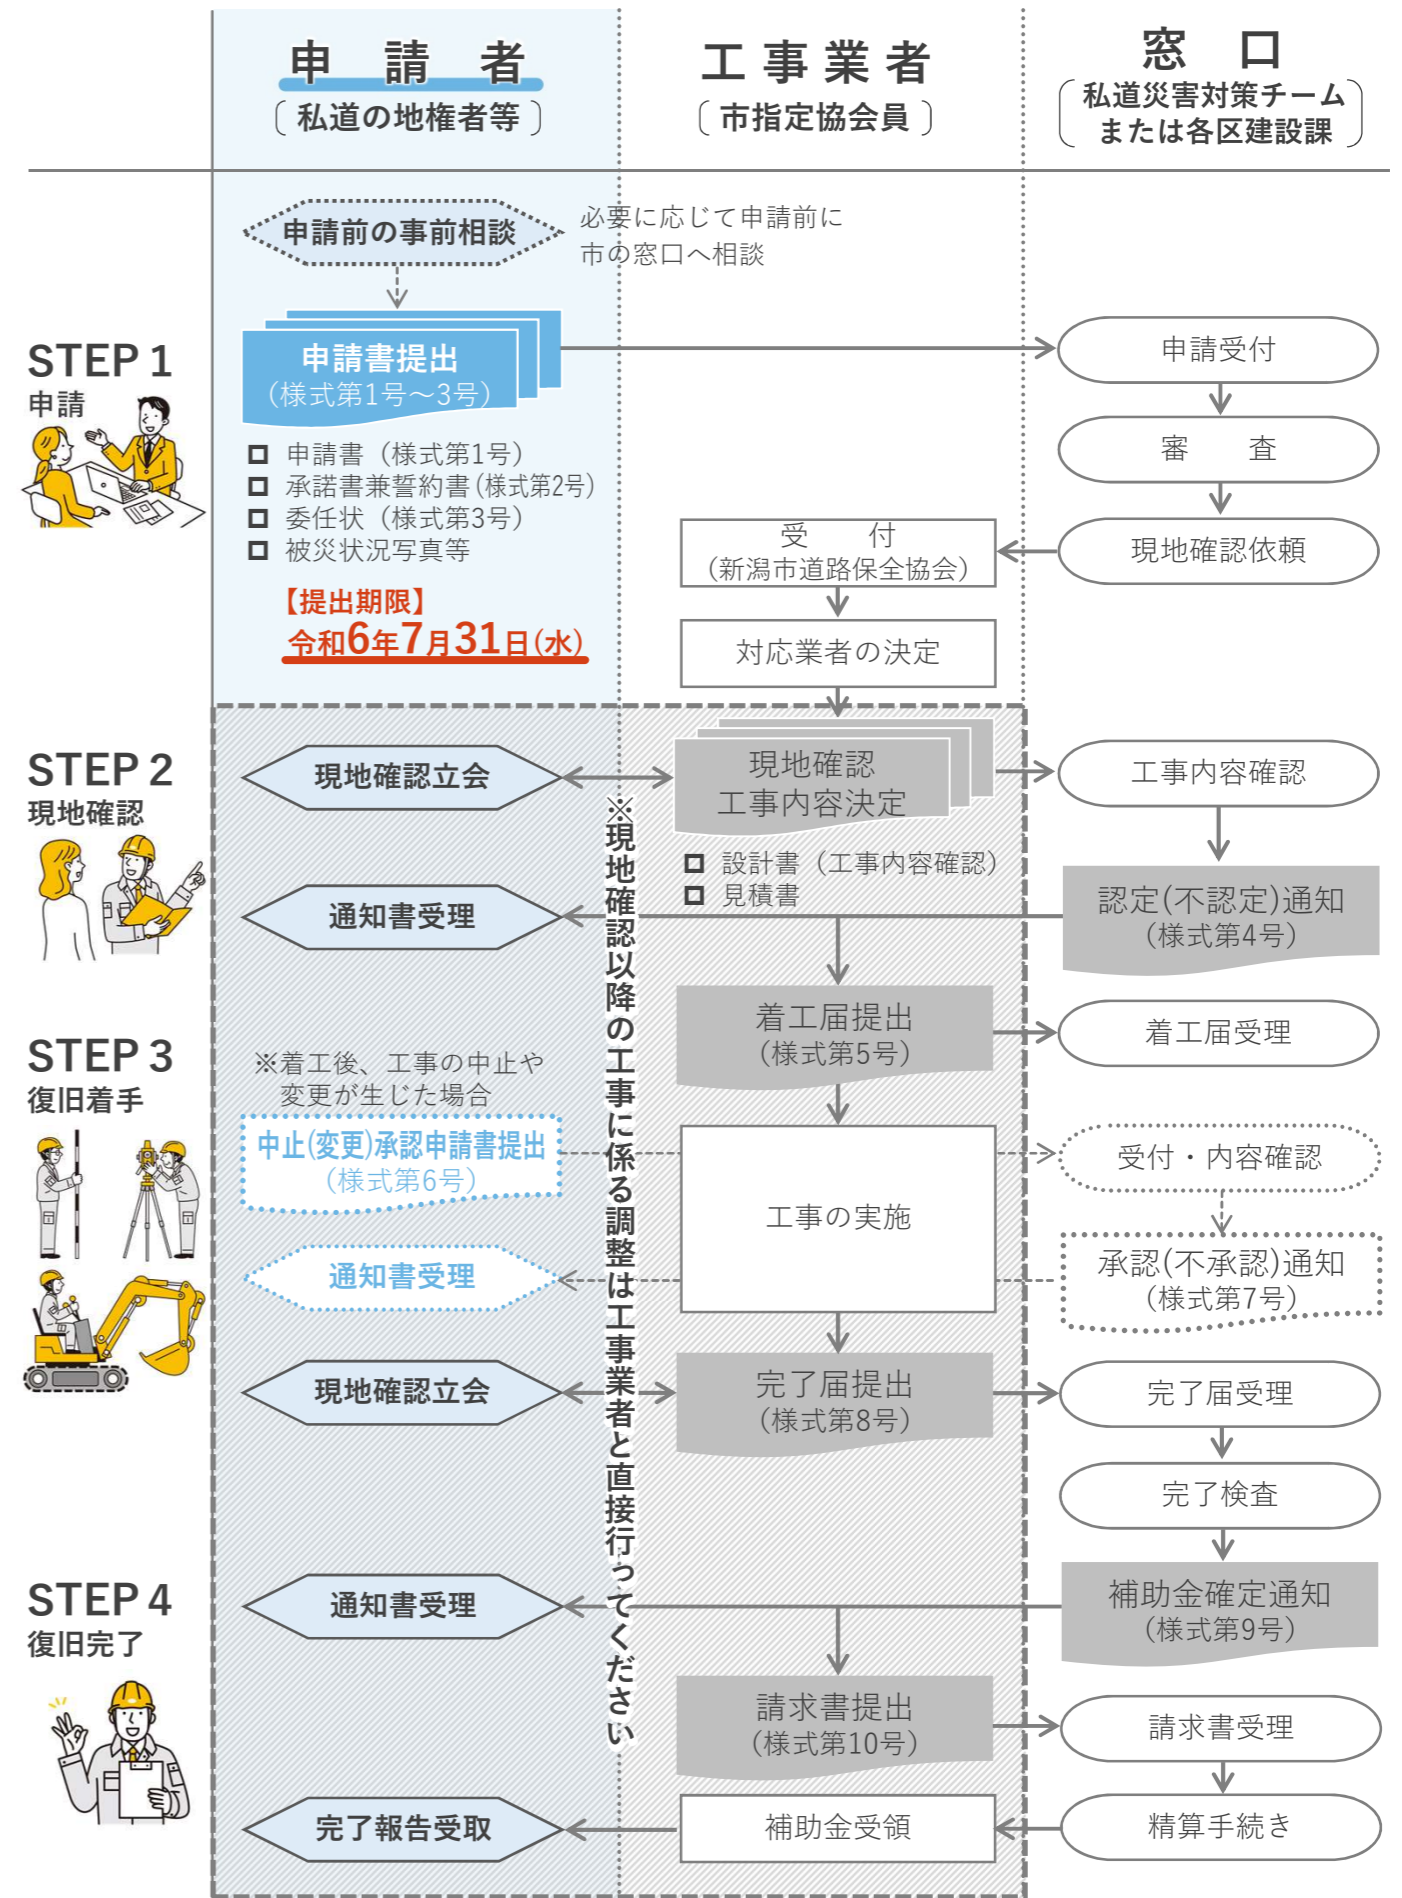 申 請 者
〔 私道の地権者等 〕
工 事 業 者
〔 市指定協会員 〕
窓 口
私道災害対策チーム
または各区建設課
申請前の事前相談
必要に応じて申請前に
市の窓口へ相談
STEP 1
申請
申請書提出
(様式第1号～3号)
申請受付
審 査
現地確認依頼
申請書（様式第1号）
承諾書兼誓約書(様式第2号)
委任状（様式第3号）
被災状況写真等
【提出期限】
令和6年7月31日(水)
受 付
(新潟市道路保全協会)
対応業者の決定
STEP 2
現地確認
現地確認立会
現地確認
工事内容決定
工事内容確認
設計書（工事内容確認）
見積書
通知書受理
認定(不認定)通知
(様式第4号)
※現地確認以降の工事に係る調整は工事業者と直接行ってください
STEP 3
復旧着手
着工届提出
(様式第5号)
着工届受理
※着工後、工事の中止や
変更が生じた場合
中止(変更)承認申請書提出
(様式第6号)
工事の実施
受付・内容確認
通知書受理
承認(不承認)通知
(様式第7号)
現地確認立会
完了届提出
(様式第8号)
完了届受理
完了検査
STEP 4
復旧完了
通知書受理
補助金確定通知
(様式第9号)
請求書提出
(様式第10号)
請求書受理
完了報告受取
補助金受領
精算手続き